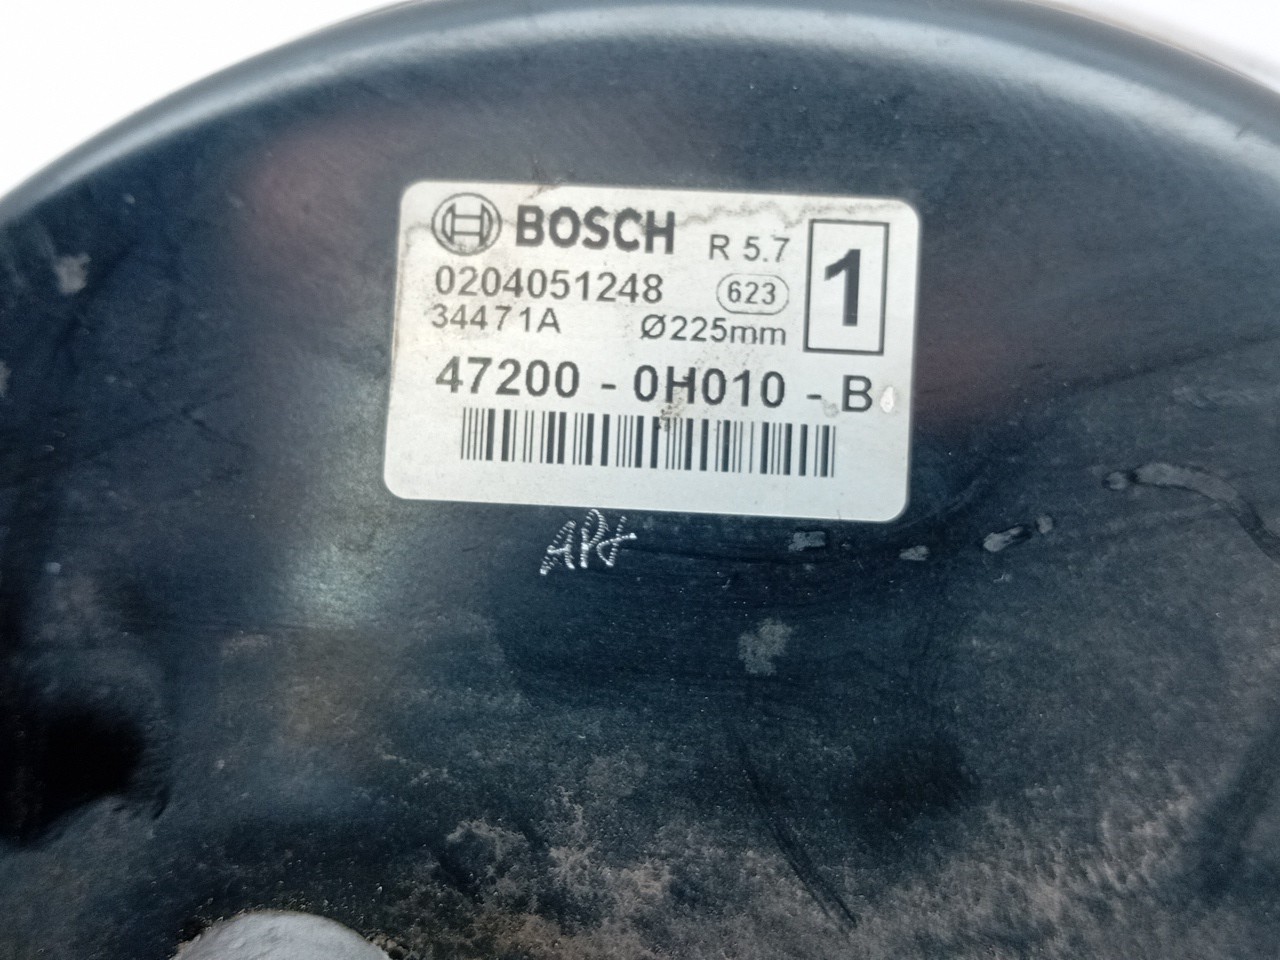 BOSCH R 5.7 1
0204051248 623
34471A Ø225mm
47200 - 0H010 - B